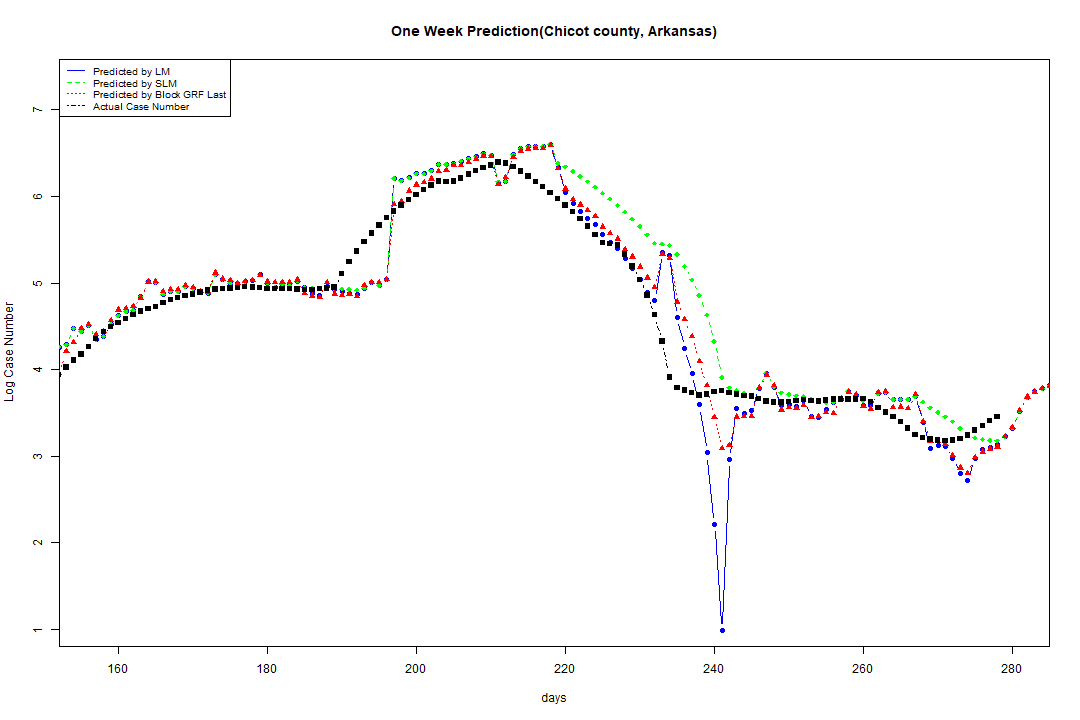 One Week Prediction(Chicot county, Arkansas)
Predicted by LM
Predicted by SLM
Predicted by Block GRF Last
Actual Case Number
7
6
5
4
3
2
1
Log Case Number
160 180 200 220 240 260 280
days